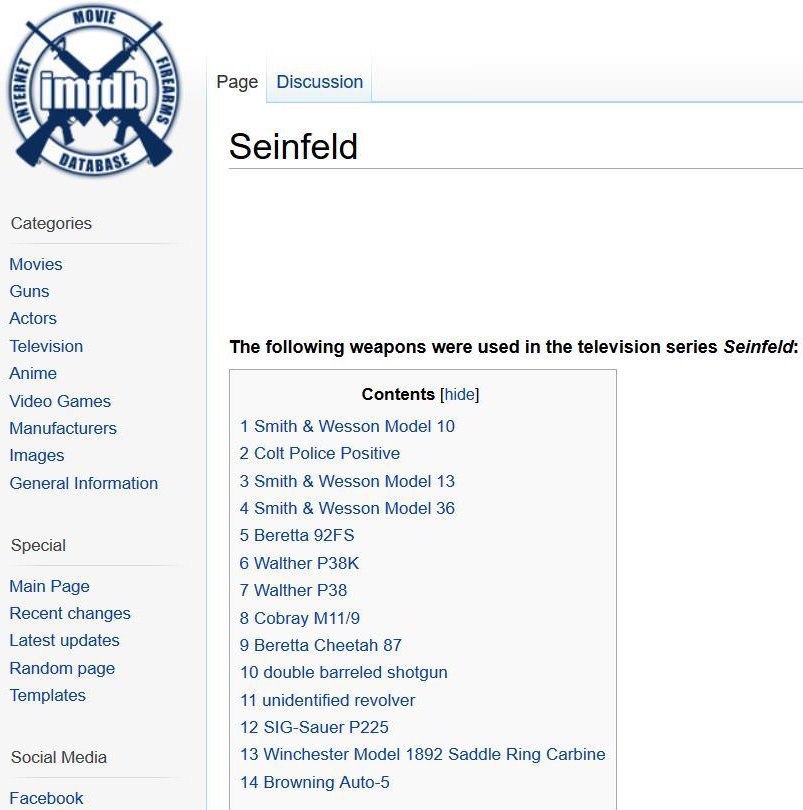 INTERNET MOVIE FIREARMS DATABASE
imfdb
Page
Discussion
Seinfeld
Categories
Movies
Guns
Actors
Television
Anime
Video Games
Manufacturers
Images
General Information
Special
Main Page
Recent changes
Latest updates
Random page
Templates
Social Media
Facebook
The following weapons were used in the television series Seinfeld:
Contents [hide]
1 Smith & Wesson Model 10
2 Colt Police Positive
3 Smith & Wesson Model 13
4 Smith & Wesson Model 36
5 Beretta 92FS
6 Walther P38K
7 Walther P38
8 Cobray M11/9
9 Beretta Cheetah 87
10 double barreled shotgun
11 unidentified revolver
12 SIG-Sauer P225
13 Winchester Model 1892 Saddle Ring Carbine
14 Browning Auto-5